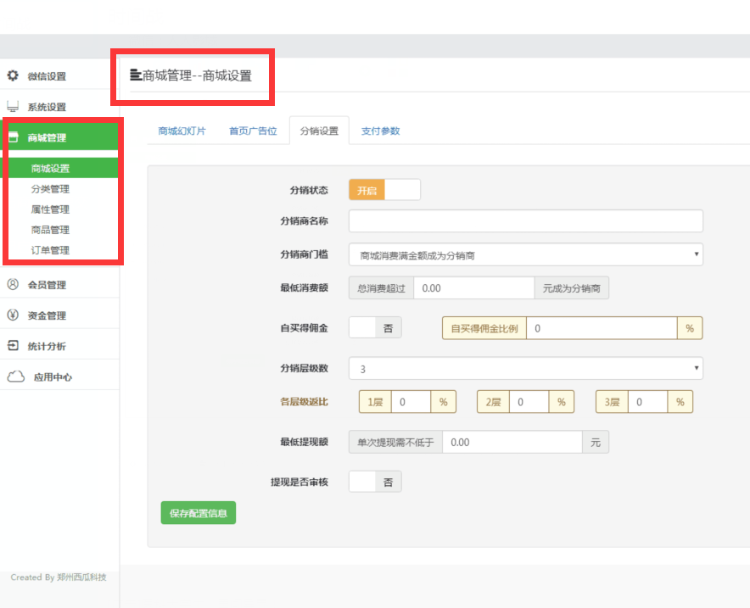 商城管理--商城设置
微信设置
系统设置
商城管理
商城设置
分类管理
属性管理
商品管理
订单管理
会员管理
资金管理
统计分析
应用中心
Created By 郑州西瓜科技
商城幻灯片 首页广告位 分销设置 支付参数
分销状态 开启
分销商名称
分销商门槛 商城消费满金额成为分销商
最低消费额 总消费超过 0.00 元成为分销商
自买得佣金 否 自买得佣金比例 0 %
分销层级数 3
各层级返比 1层 0 % 2层 0 % 3层 0 %
最低提现额 单次提现需不低于 0.00 元
提现是否审核 否
保存配置信息